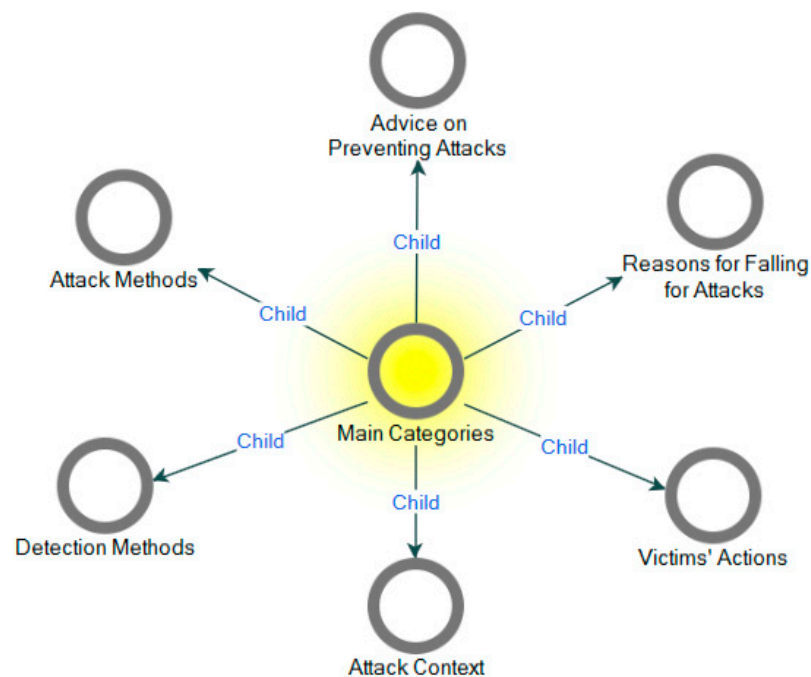 Advice on
Preventing Attacks
Child
Attack Methods
Reasons for Falling
for Attacks
Child
Child
Main Categories
Child
Child
Child
Detection Methods
Victims' Actions
Attack Context